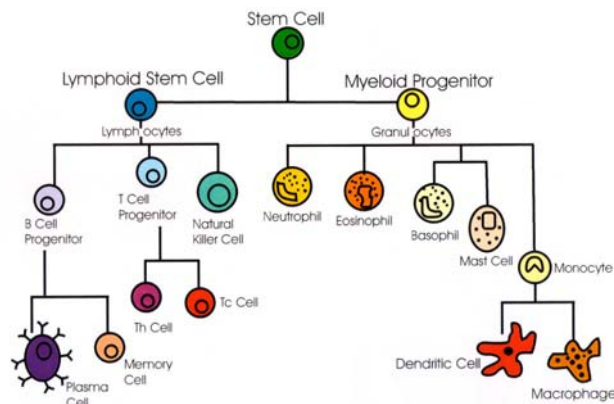 Stem Cell
Lymphoid Stem Cell
Myeloid Progenitor
Lymphocytes
Granulocytes
B Cell
Progenitor
T Cell
Progenitor
Natural
Killer Cell
Neutrophil
Eosinophil
Basophil
Mast Cell
Monocyte
Th Cell
Tc Cell
Plasma
Cell
Memory
Cell
Dendritic Cell
Macrophage